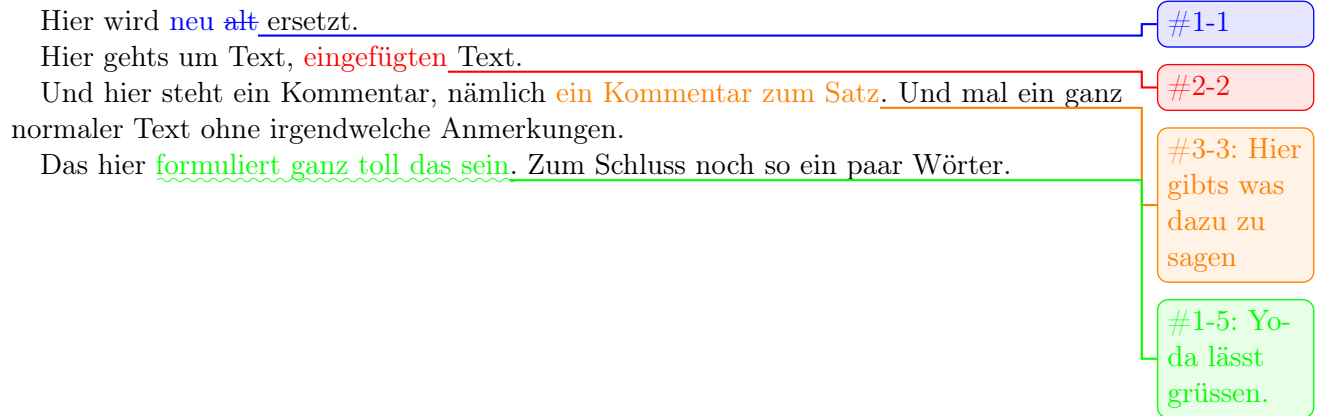 Hier wird neu alt ersetzt.
Hier gehts um Text, eingefügten Text.
Und hier steht ein Kommentar, nämlich ein Kommentar zum Satz. Und mal ein ganz
normaler Text ohne irgendwelche Anmerkungen.
Das hier formuliert ganz toll das sein. Zum Schluss noch so ein paar Wörter.
#1-1
#2-2
#3-3: Hier
gibts was
dazu zu
sagen
#1-5: Yo-
da lässt
grüssen.